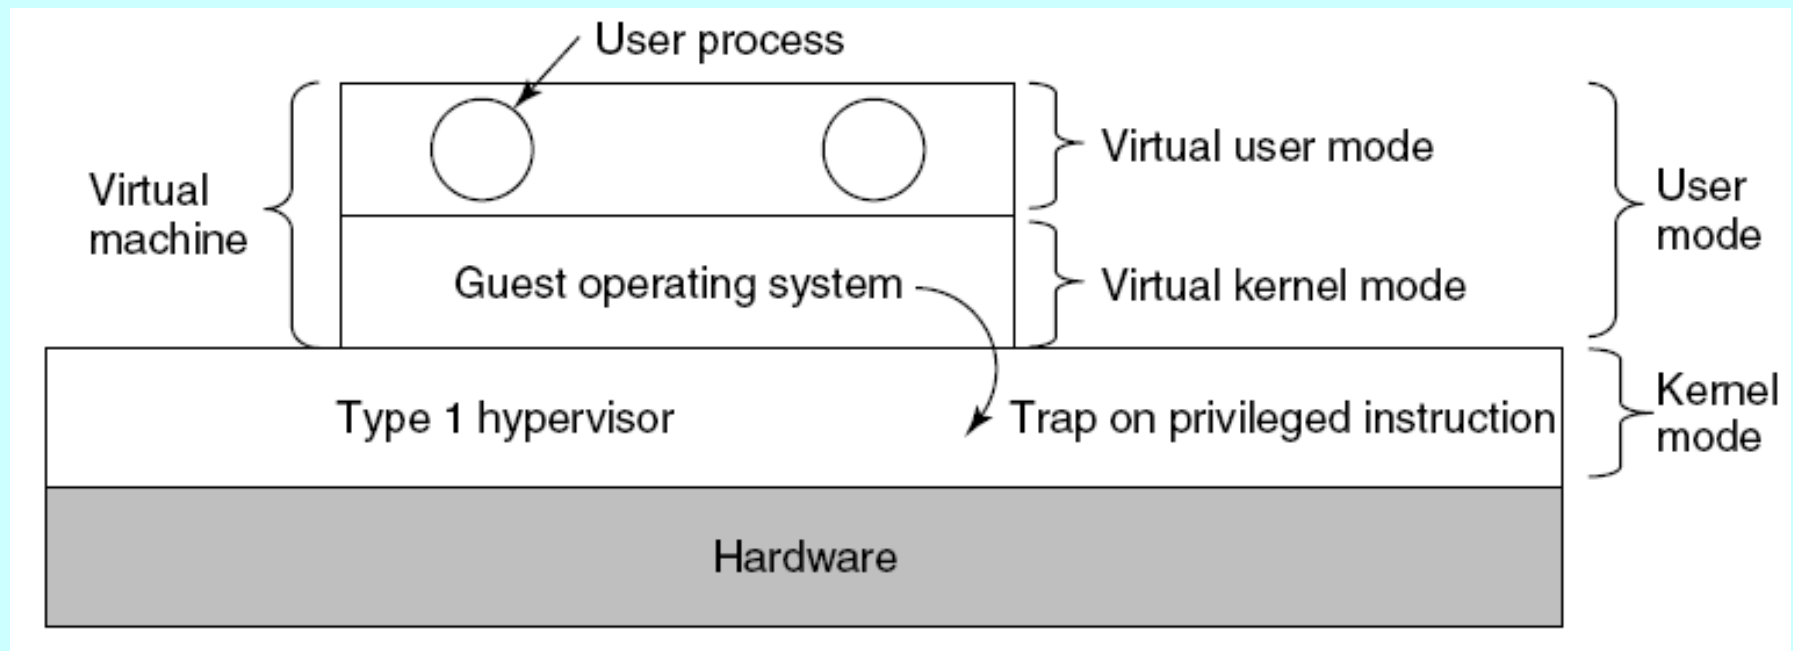 User process
Virtual user mode
Virtual
machine
User
mode
Guest operating system
Virtual kernel mode
Type 1 hypervisor
Trap on privileged instruction
Kernel
mode
Hardware